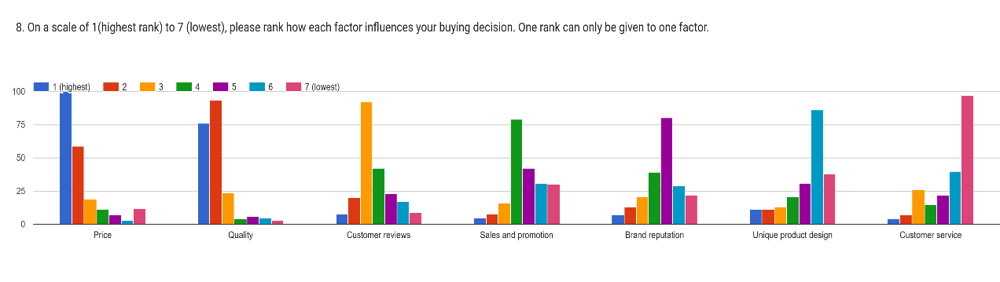 8. On a scale of 1(highest rank) to 7 (lowest), please rank how each factor influences your buying decision. One rank can only be given to one factor.
1 (highest) 2 3 4 5 6 7 (lowest)
100
75
50
25
0
Price Quality Customer reviews Sales and promotion Brand reputation Unique product design Customer service